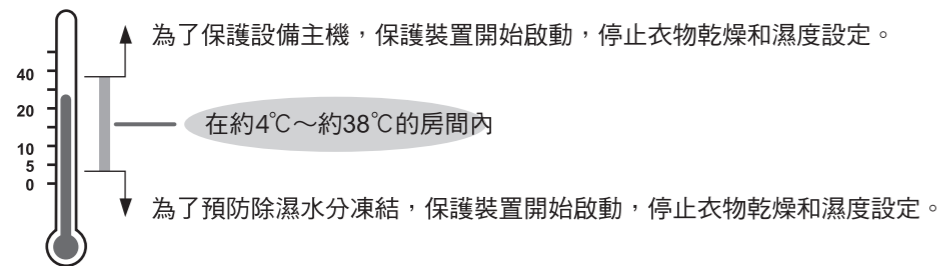 為了保護設備主機，保護裝置開始啟動，停止衣物乾燥和濕度設定。
40
20
在約4℃～約38℃的房間內
10
5
0
為了預防除濕水分凍結，保護裝置開始啟動，停止衣物乾燥和濕度設定。